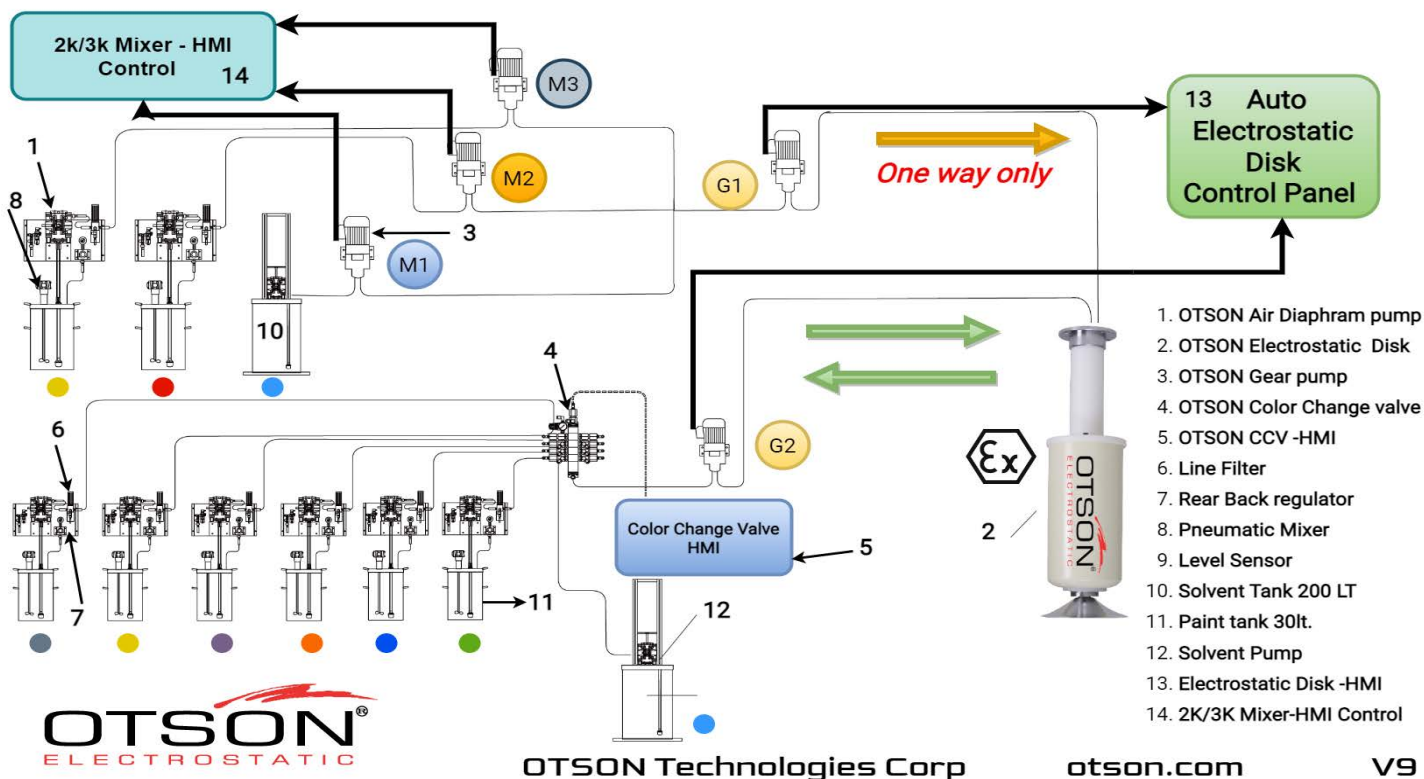 2k/3k Mixer - HMI
Control 14
M3
M2
M1
G1
One way only
13 Auto
Electrostatic
Disk
Control Panel
1
8
3
10
4
6
7
11
G2
Color Change Valve
HMI
5
12
2
εx
OTSON®
ELECTROSTATIC
1. OTSON Air Diaphram pump
2. OTSON Electrostatic Disk
3. OTSON Gear pump
4. OTSON Color Change valve
5. OTSON CCV -HMI
6. Line Filter
7. Rear Back regulator
8. Pneumatic Mixer
9. Level Sensor
10. Solvent Tank 200 LT
11. Paint tank 30lt.
12. Solvent Pump
13. Electrostatic Disk -HMI
14. 2K/3K Mixer-HMI Control
OTSON®
ELECTROSTATIC
OTSON Technologies Corp otson.com V9